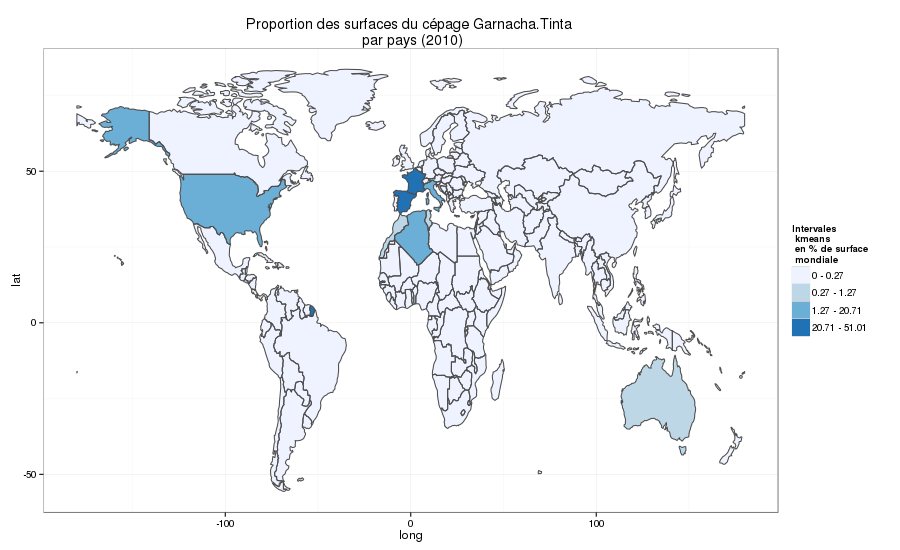 Proportion des surfaces du cépage Garnacha.Tinta
par pays (2010)
50
0
-50
lat
-100
0
100
long
Intervales
kmeans
en % de surface
mondiale
0 - 0.27
0.27 - 1.27
1.27 - 20.71
20.71 - 51.01